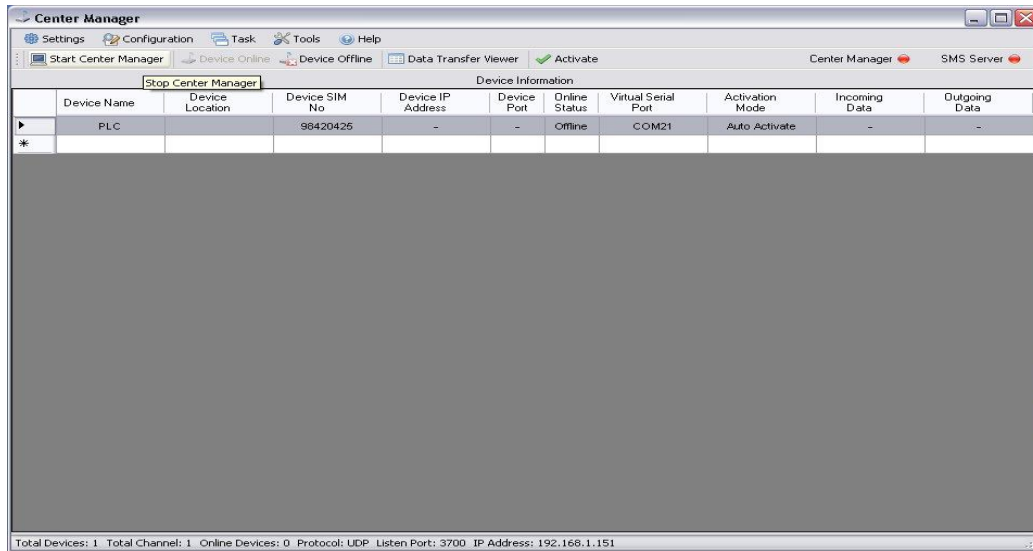 Center Manager
Settings Configuration Task Tools Help
Start Center Manager Device Online Device Offline Data Transfer Viewer Activate Center Manager SMS Server
Stop Center Manager
Device Information
Device Name Device Location Device SIM No Device IP Address Device Port Online Status Virtual Serial Port Activation Mode Incoming Data Outgoing Data
PLC 98420425 - - Offline COM21 Auto Activate - -
Total Devices: 1 Total Channel: 1 Online Devices: 0 Protocol: UDP Listen Port: 3700 IP Address: 192.168.1.151